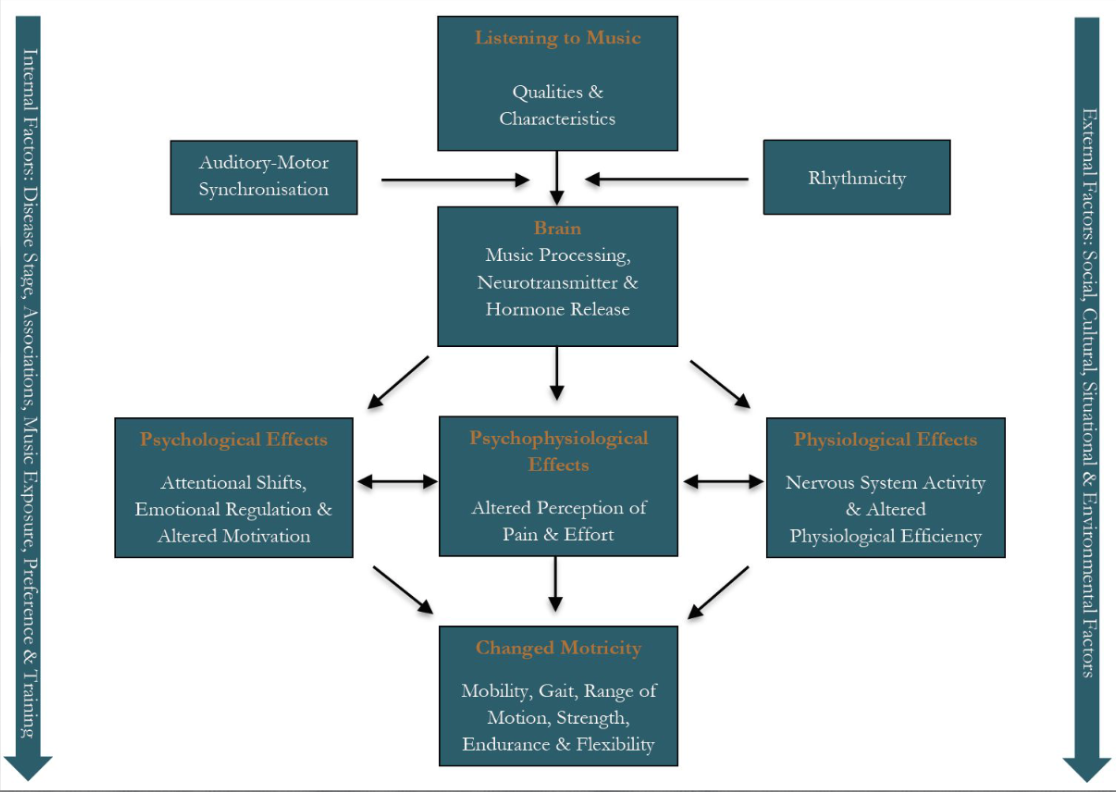 Listening to Music
Qualities &
Characteristics
Auditory-Motor
Synchronisation
Rhythmicity
Brain
Music Processing,
Neurotransmitter &
Hormone Release
Psychological Effects
Attentional Shifts,
Emotional Regulation &
Altered Motivation
Psychophysiological
Effects
Altered Perception of
Pain & Effort
Physiological Effects
Nervous System Activity
& Altered
Physiological Efficiency
Changed Motricity
Mobility, Gait, Range of
Motion, Strength,
Endurance & Flexibility
Internal Factors: Disease Stage, Associations, Music Exposure, Preference & Training
External Factors: Social, Cultural, Situational & Environmental Factors